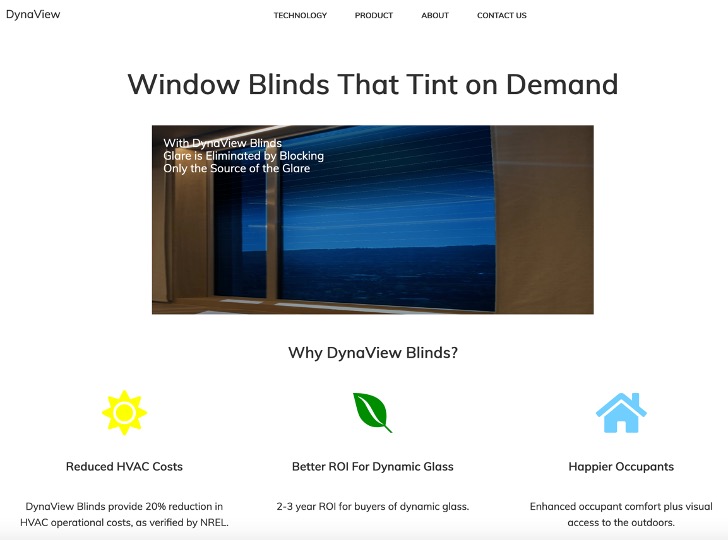 DynaView
TECHNOLOGY PRODUCT ABOUT CONTACT US
Window Blinds That Tint on Demand
With DynaView Blinds
Glare is Eliminated by Blocking
Only the Source of the Glare
Why DynaView Blinds?
Reduced HVAC Costs
DynaView Blinds provide 20% reduction in
HVAC operational costs, as verified by NREL.
Better ROI For Dynamic Glass
2-3 year ROI for buyers of dynamic glass.
Happier Occupants
Enhanced occupant comfort plus visual
access to the outdoors.